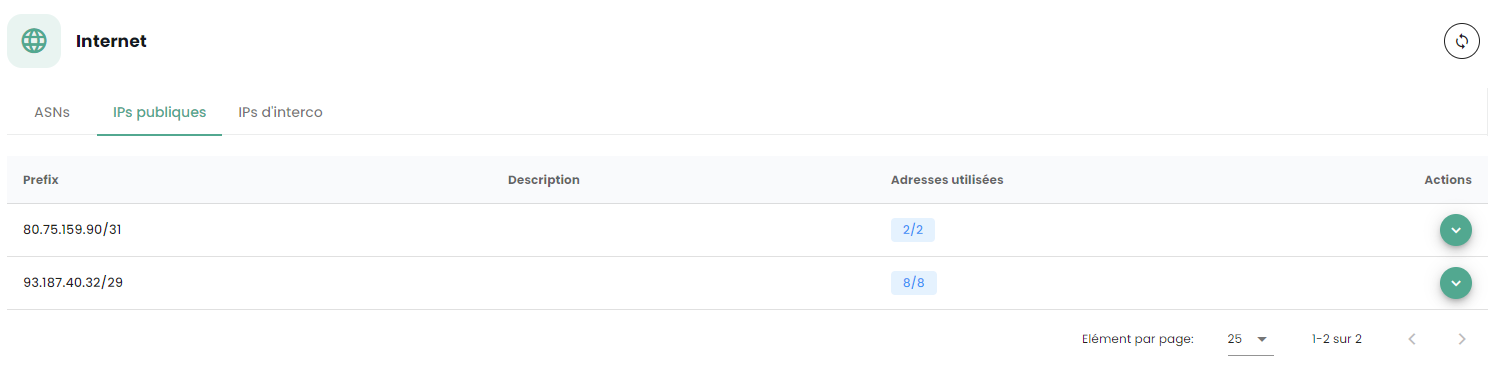 Internet
ASNs IPs publiques IPs d'interco
Prefix Description Adresses utilisées Actions
80.75.159.90/31 2/2
93.187.40.32/29 8/8
Elément par page: 25 1-2 sur 2